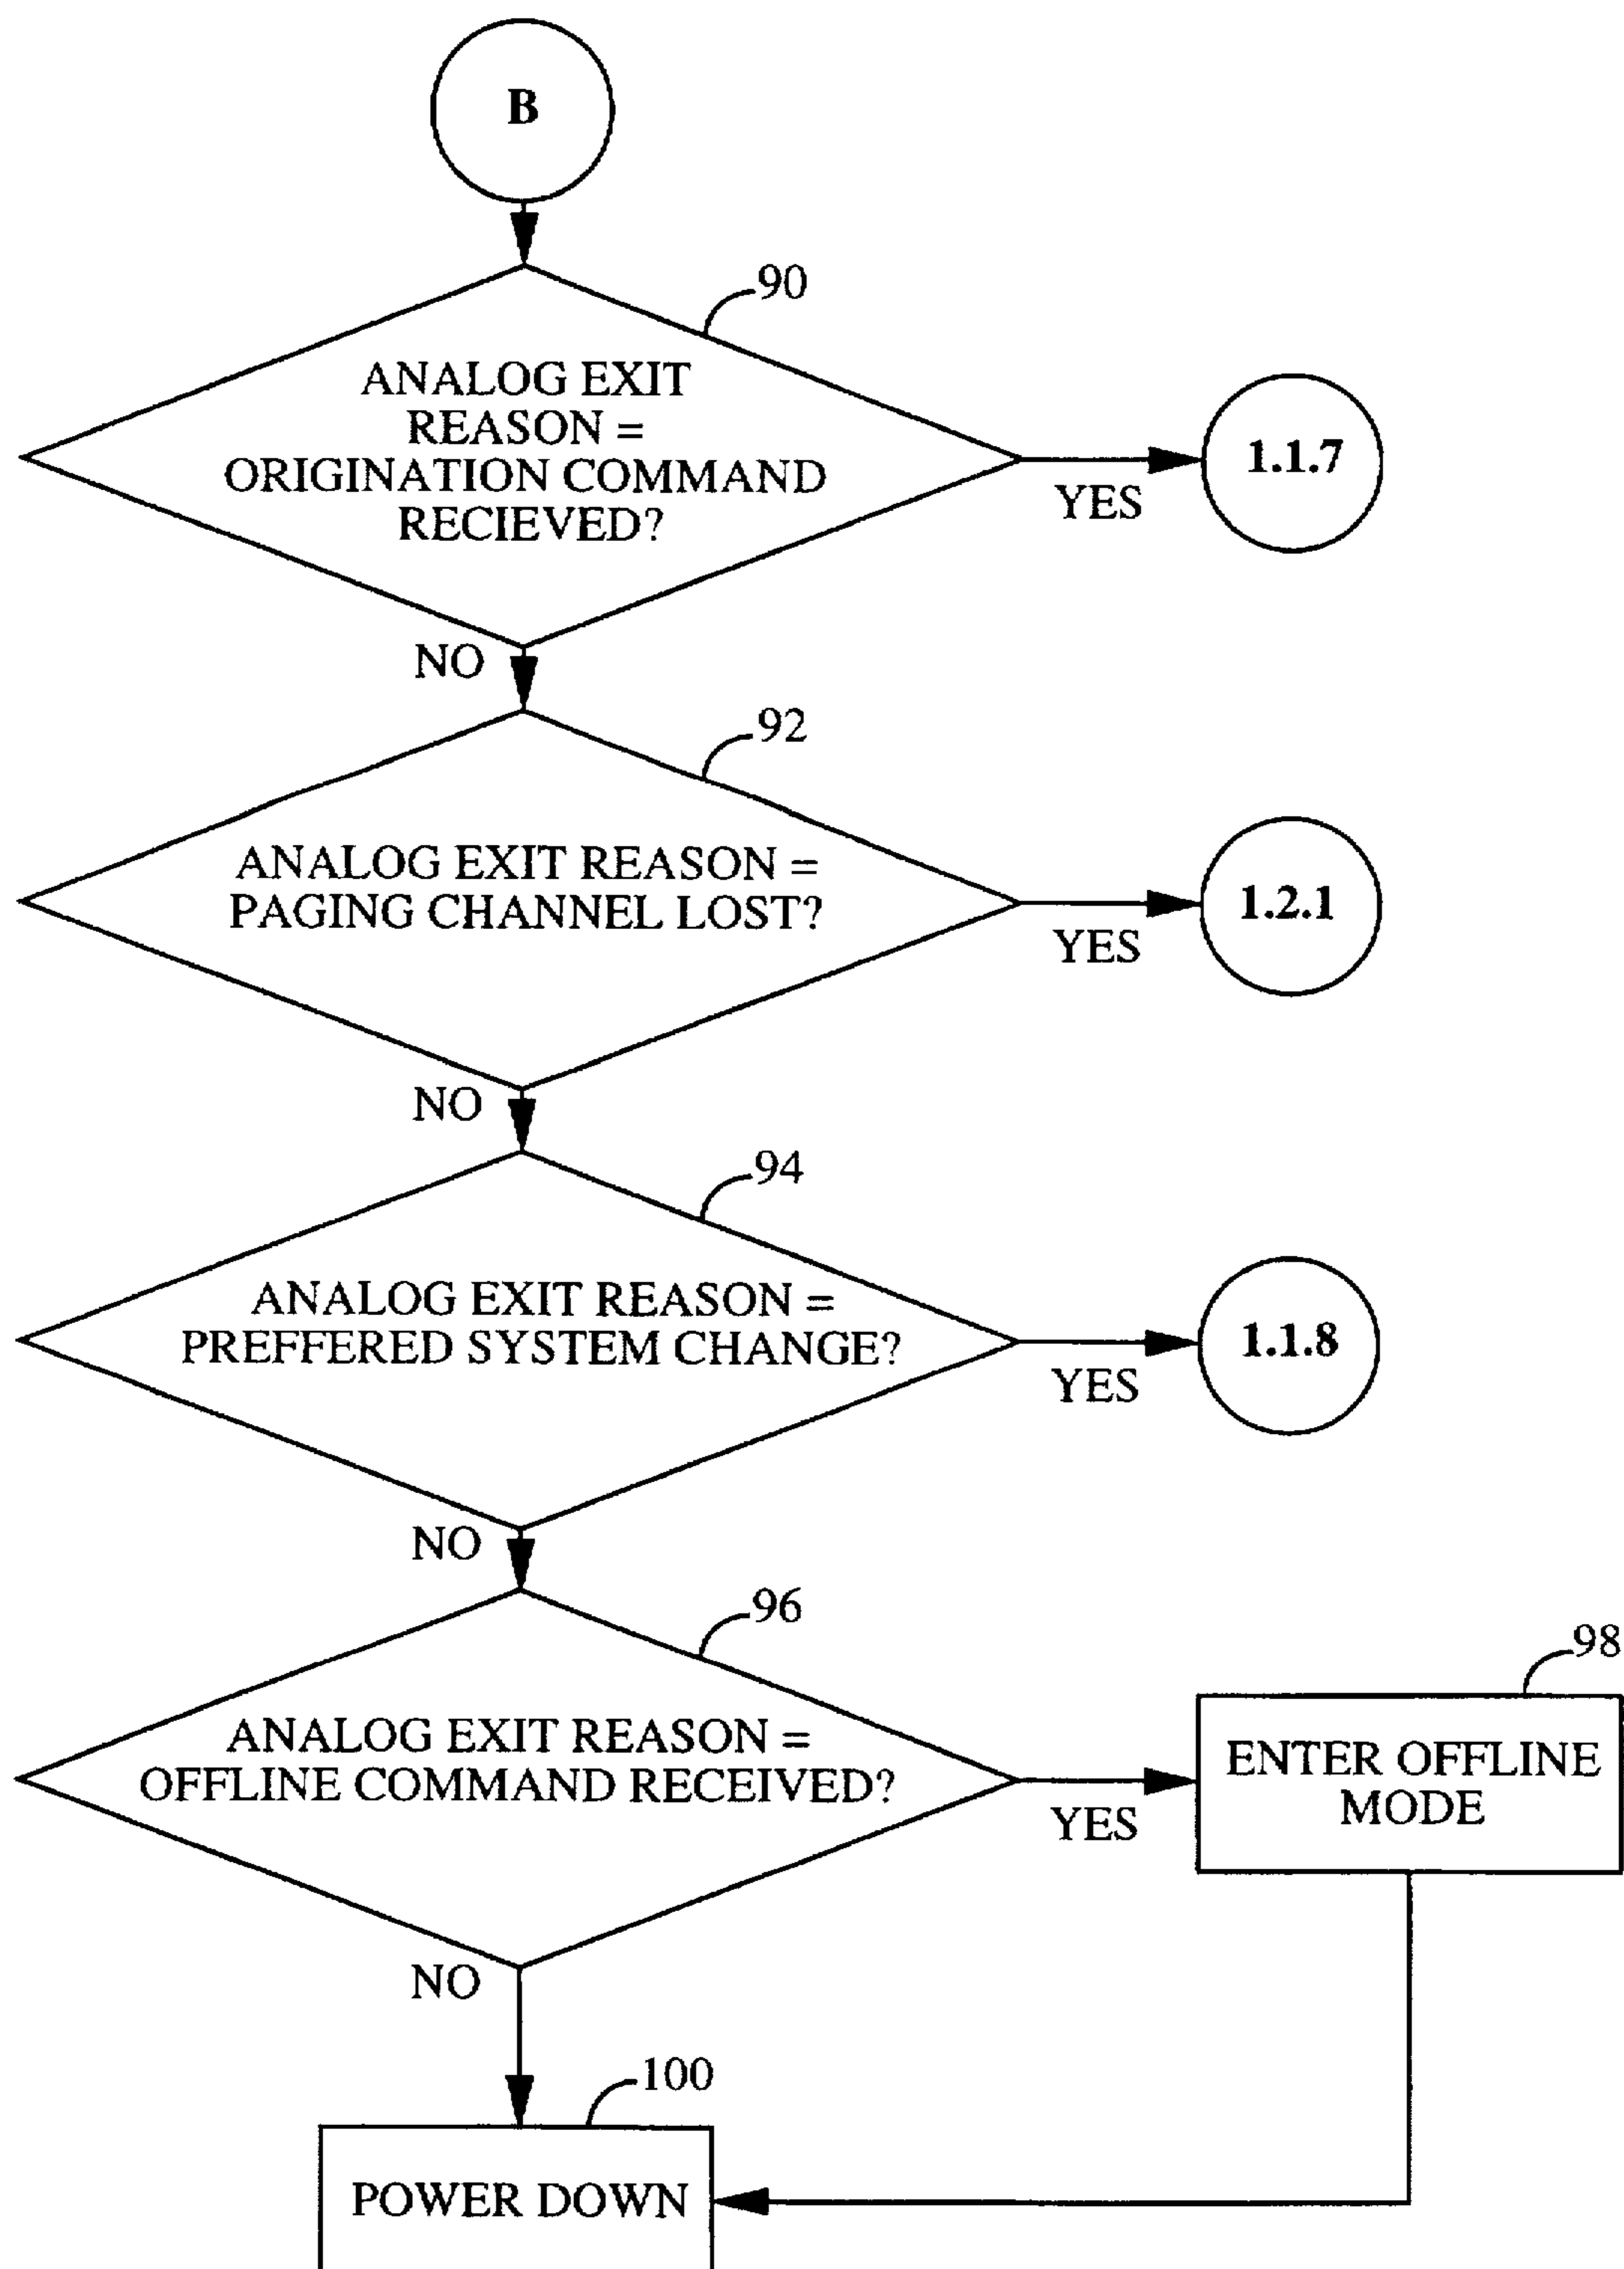 B
90
ANALOG EXIT
REASON =
ORIGINATION COMMAND
RECIEVED?
YES
1.1.7
NO
92
ANALOG EXIT REASON =
PAGING CHANNEL LOST?
YES
1.2.1
NO
94
ANALOG EXIT REASON =
PREFFERED SYSTEM CHANGE?
YES
1.1.8
NO
96
ANALOG EXIT REASON =
OFFLINE COMMAND RECEIVED?
YES
98
ENTER OFFLINE
MODE
NO
100
POWER DOWN